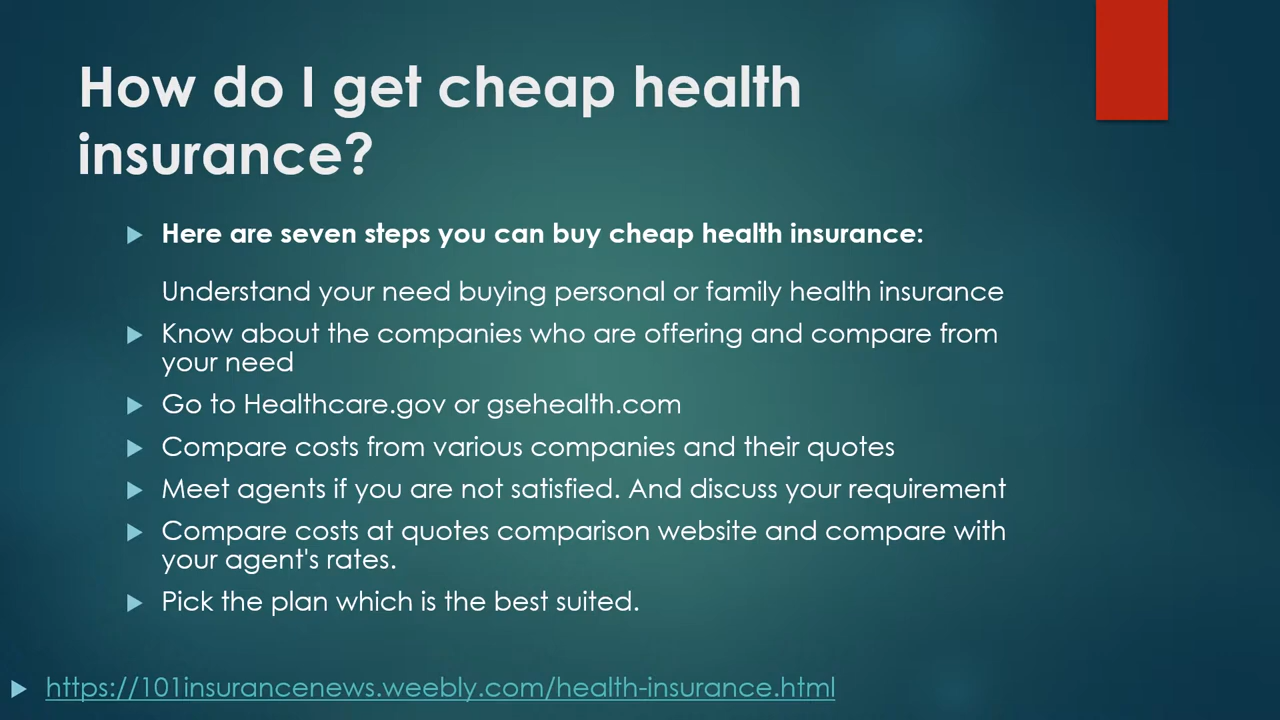 How do I get cheap health
insurance?
Here are seven steps you can buy cheap health insurance:
Understand your need buying personal or family health insurance
Know about the companies who are offering and compare from
your need
Go to Healthcare.gov or gsehealth.com
Compare costs from various companies and their quotes
Meet agents if you are not satisfied. And discuss your requirement
Compare costs at quotes comparison website and compare with
your agent's rates.
Pick the plan which is the best suited.
https://101insurancenews.weebly.com/health-insurance.html